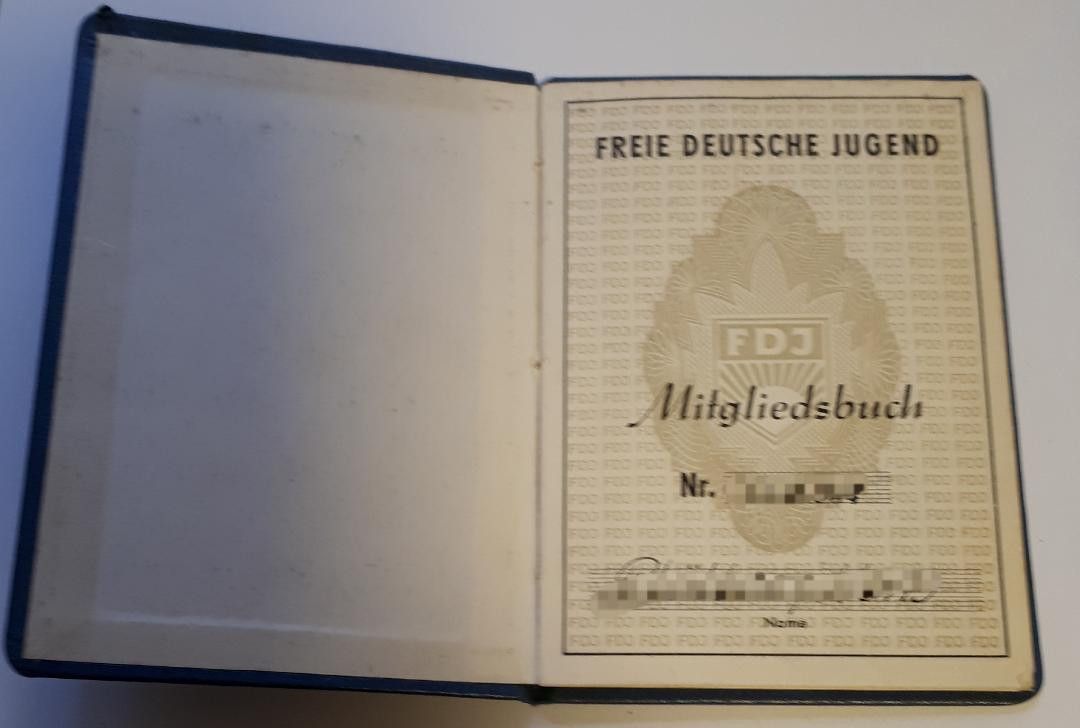 FREIE DEUTSCHE JUGEND
FDJ
Mitgliedsbuch
Nr.
Name